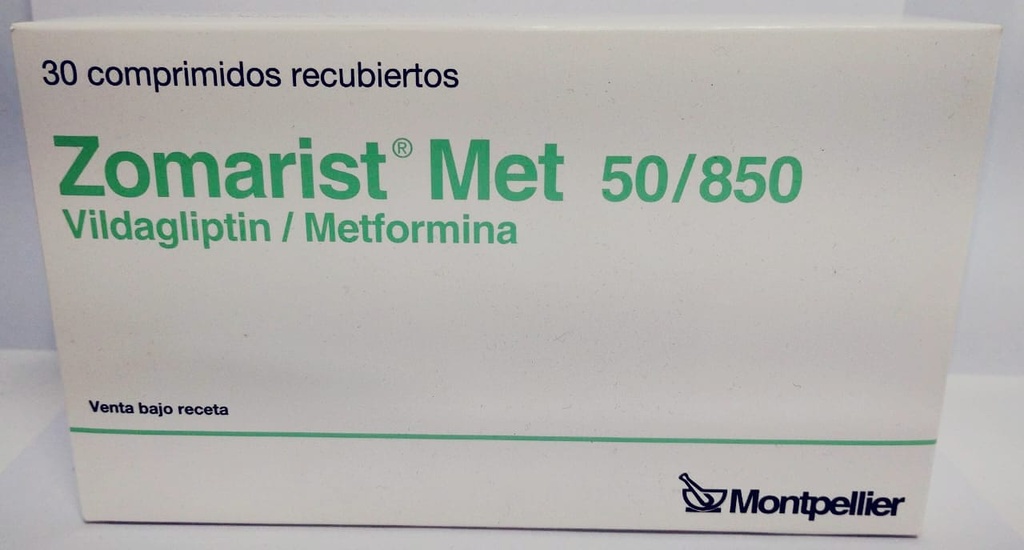 30 comprimidos recubiertos
Zomarist® Met 50/850
Vildagliptin / Metformina
Venta bajo receta
Montpellier